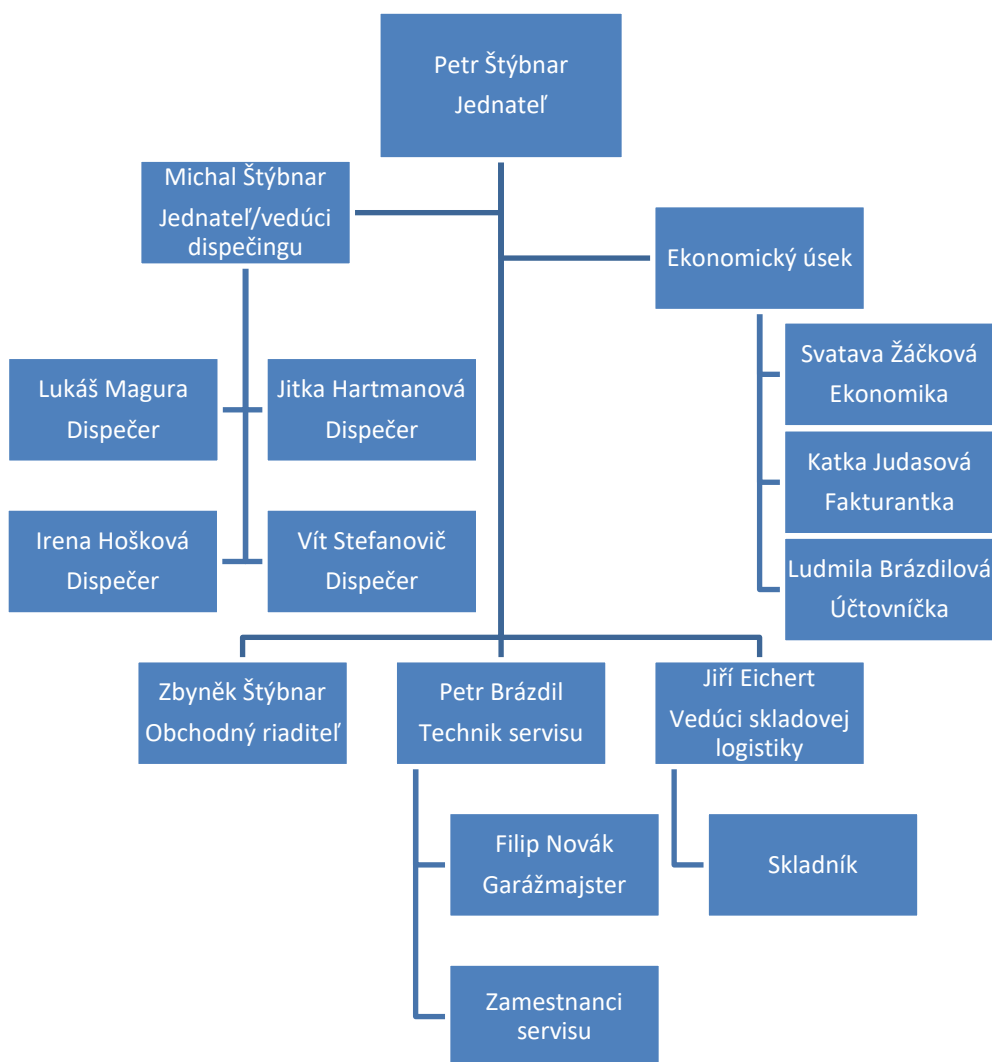 Petr Štýbnar
Jednateľ
Michal Štýbnar
Jednateľ/vedúci
dispečingu
Ekonomický úsek
Lukáš Magura
Dispečer
Jitka Hartmanová
Dispečer
Irena Hošková
Dispečer
Vít Stefanovič
Dispečer
Svatava Žáčková
Ekonomika
Katka Judasová
Fakturantka
Ludmila Brázdilová
Účtovníčka
Zbyněk Štýbnar
Obchodný riaditeľ
Petr Brázdil
Technik servisu
Jiří Eichert
Vedúci skladovej
logistiky
Filip Novák
Garážmajster
Skladník
Zamestnanci
servisu